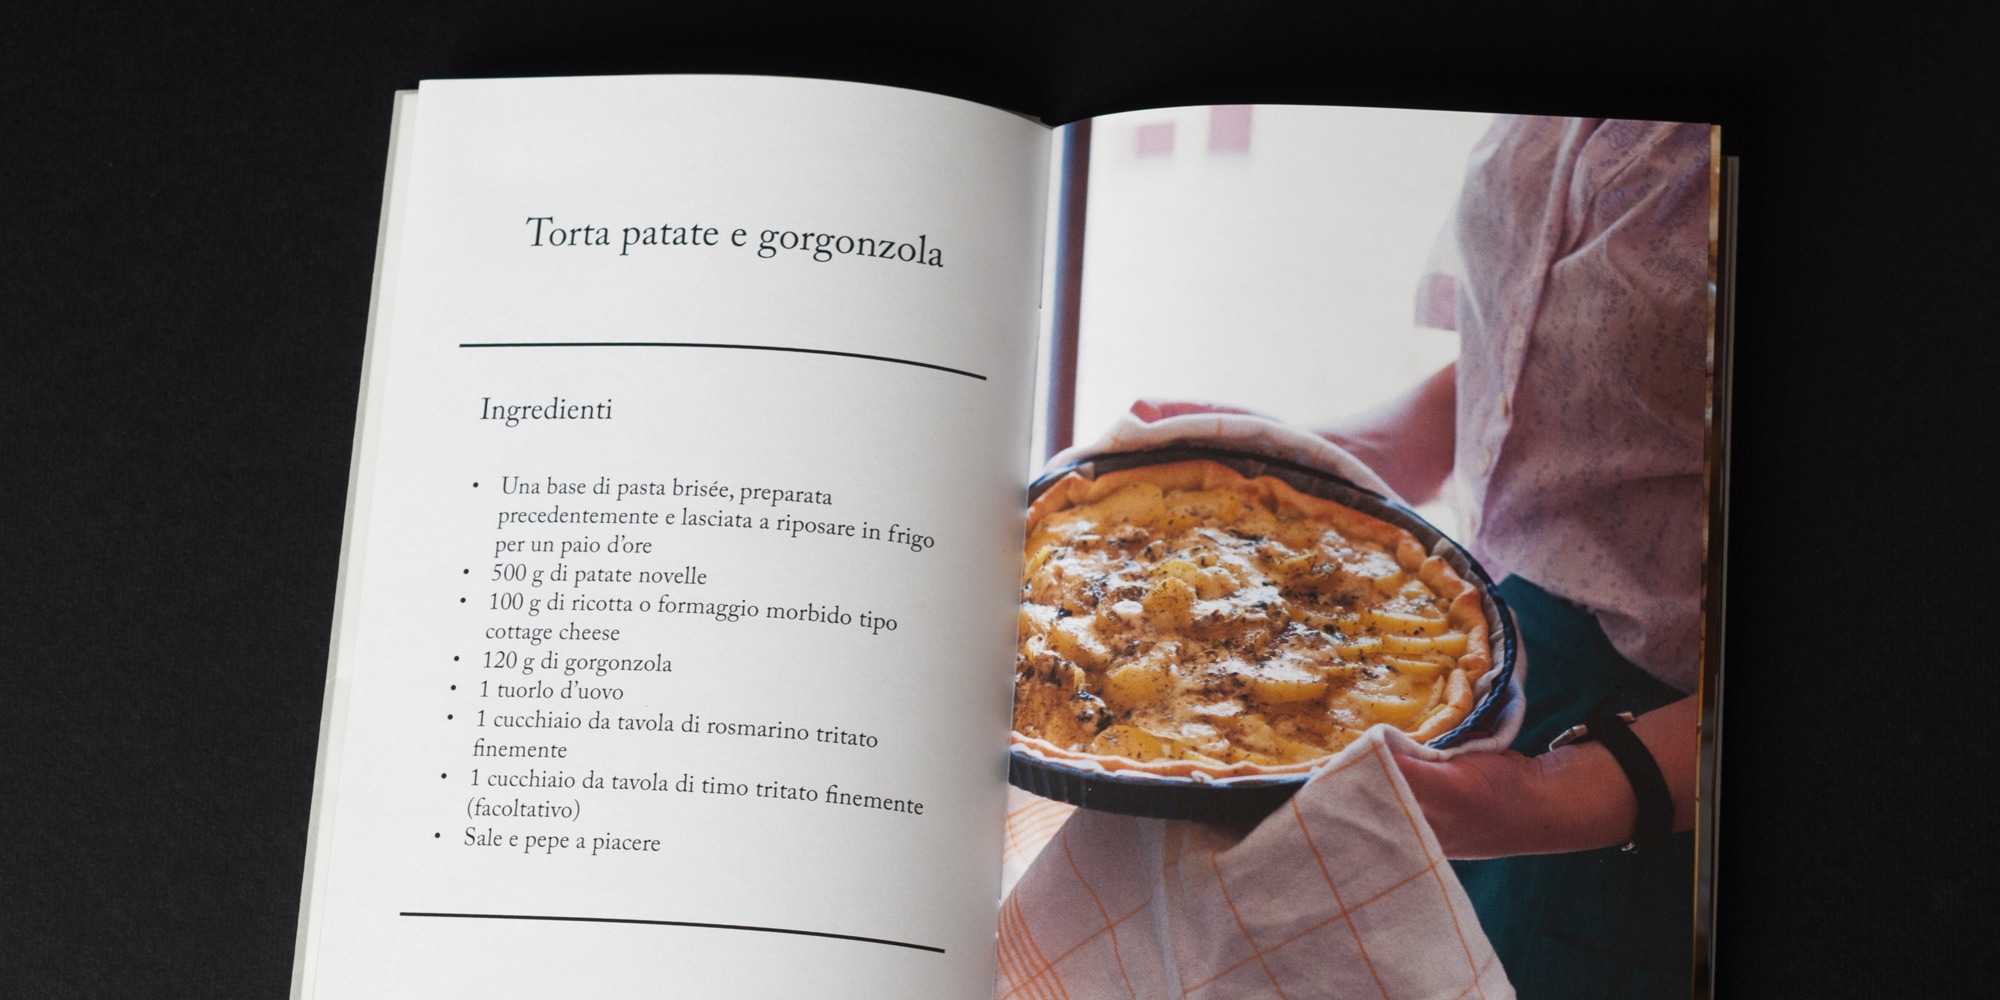 Torta patate e gorgonzola
Ingredienti
• Una base di pasta brisée, preparata
precedentemente e lasciata a riposare in frigo
per un paio d’ore
• 500 g di patate novelle
• 100 g di ricotta o formaggio morbido tipo
cottage cheese
• 120 g di gorgonzola
• 1 tuorlo d’uovo
• 1 cucchiaio da tavola di rosmarino tritato
finemente
• 1 cucchiaio da tavola di timo tritato finemente
(facoltativo)
• Sale e pepe a piacere